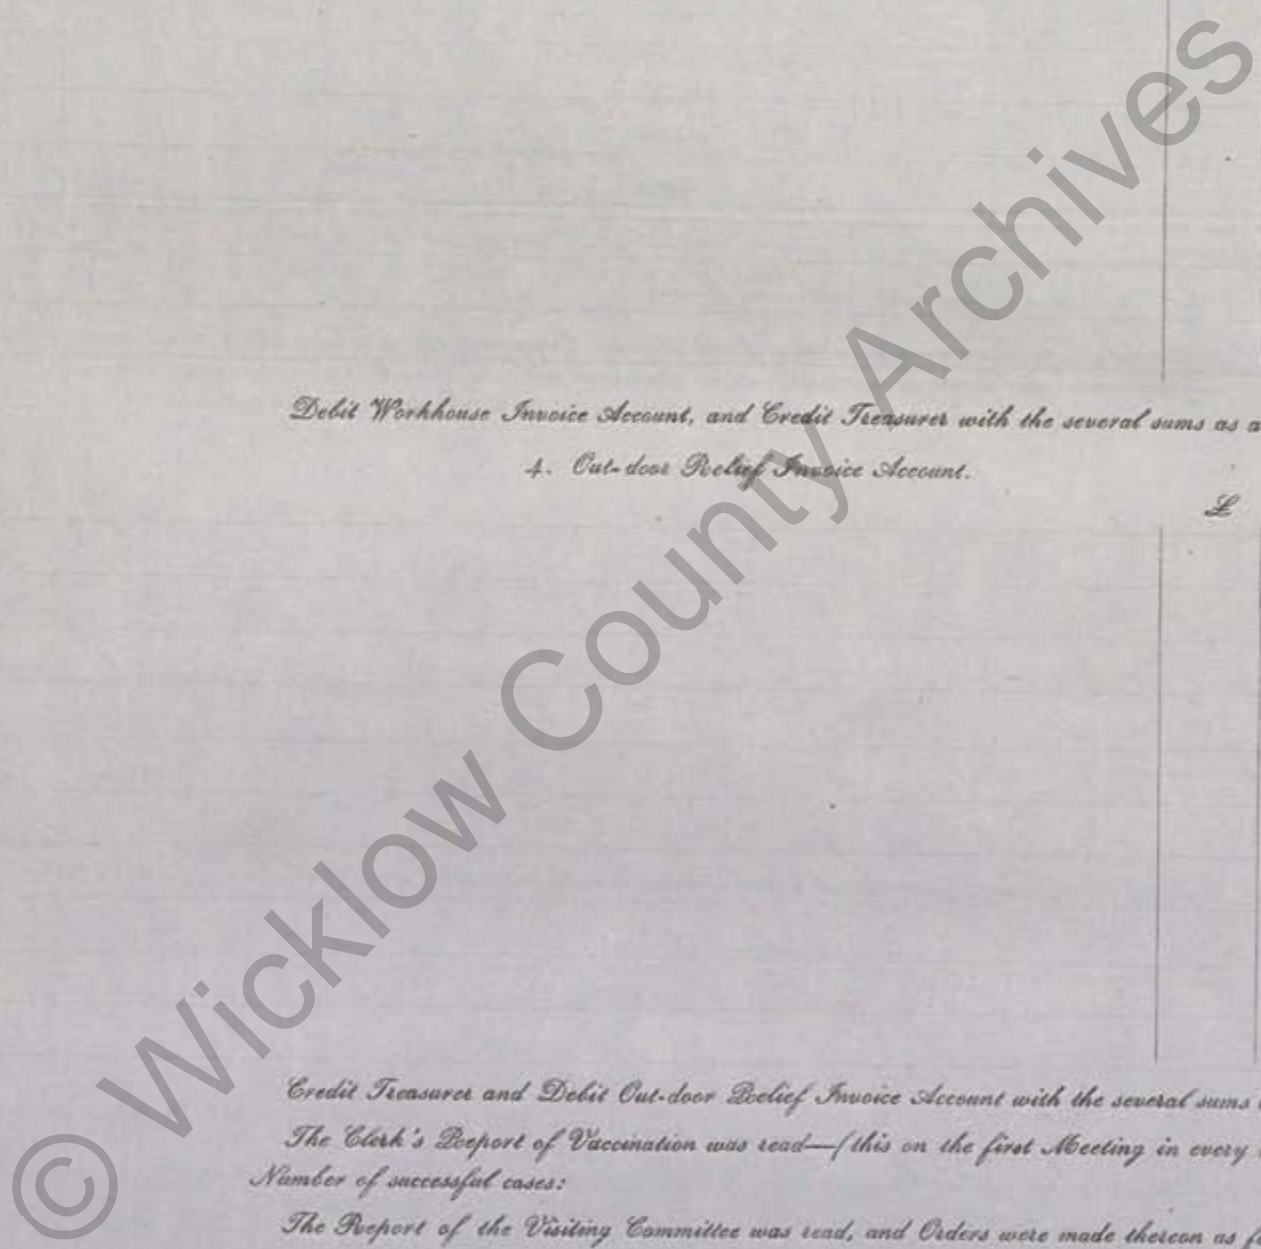 Debit Workhouse Invoice Account, and Credit Treasurer with the several sums as a
4. Out-door Relief Invoice Account.
£
Credit Treasurer and Debit Out-door Relief Invoice Account with the several sums
The Clerk's Report of Vaccination was read—(this on the first Meeting in every
Number of successful cases:
The Report of the Visiting Committee was read, and Orders were made thereon as fo
© Wicklow County Archives